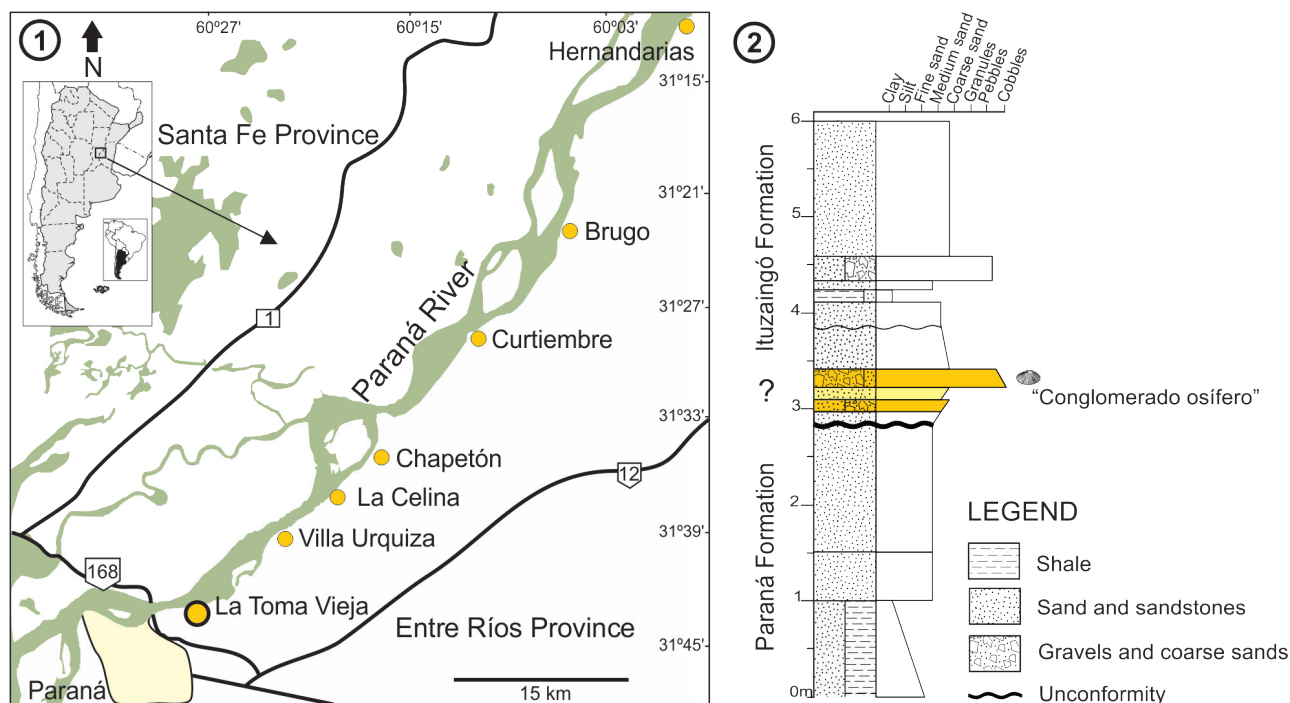 1
N
60º27'
60º15'
60º03'
Hernandarias
31º15'
Santa Fe Province
31º21'
Brugo
31º27'
1
Paraná River
Curtiembre
31º33'
Chapetón
12
La Celina
31º39'
Villa Urquiza
168
La Toma Vieja
Entre Ríos Province
31º45'
Paraná
15 km
2
Clay
Silt
Fine sand
Medium sand
Coarse sand
Granules
Pebbles
Cobbles
6
5
4
3
2
1
0m
Ituzaingó Formation
?
Paraná Formation
“Conglomerado osífero”
LEGEND
Shale
Sand and sandstones
Gravels and coarse sands
Unconformity